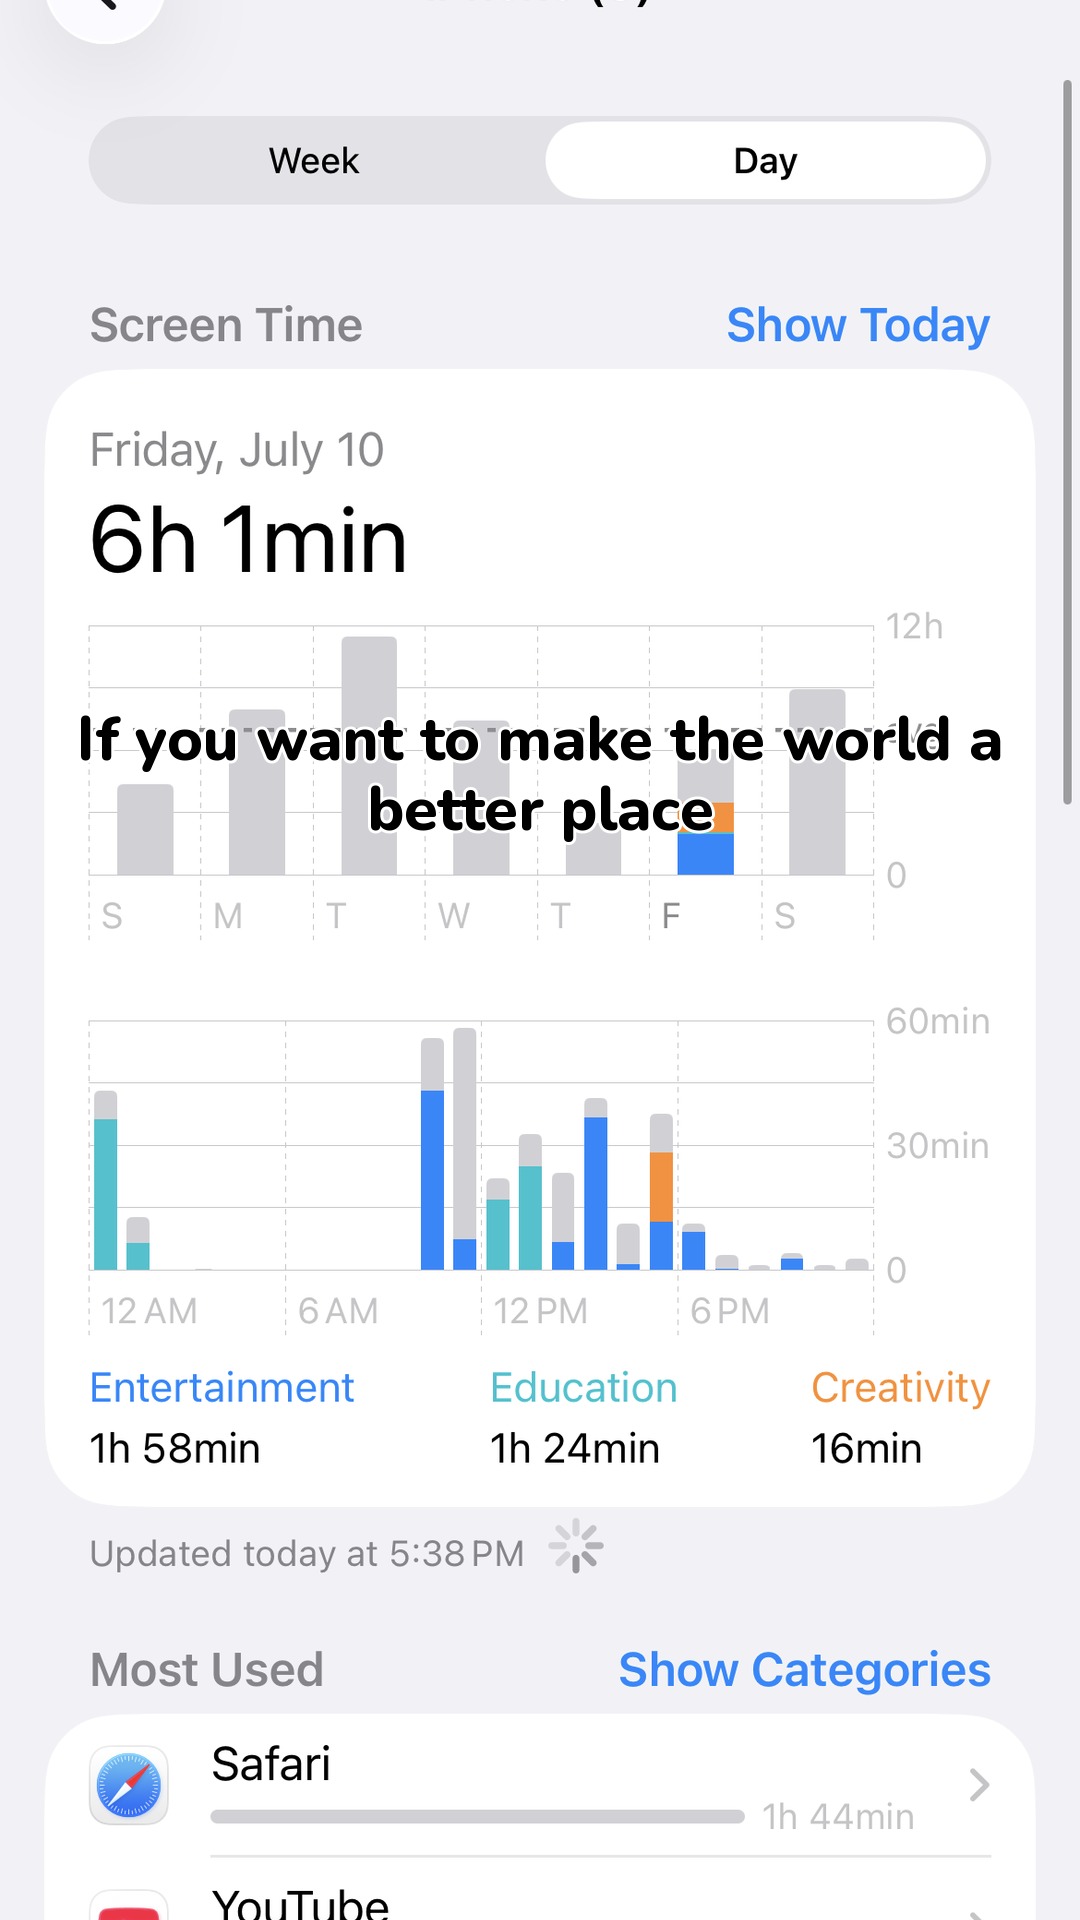 Week
Day
Screen Time
Show Today
Friday, July 10
6h 1min
12h
If you want to make the world a
better place
0
S M T W T F S
60min
30min
0
12 AM 6 AM 12 PM 6 PM
Entertainment Education Creativity
1h 58min 1h 24min 16min
Updated today at 5:38 PM
Most Used
Show Categories
Safari
1h 44min
YouTube